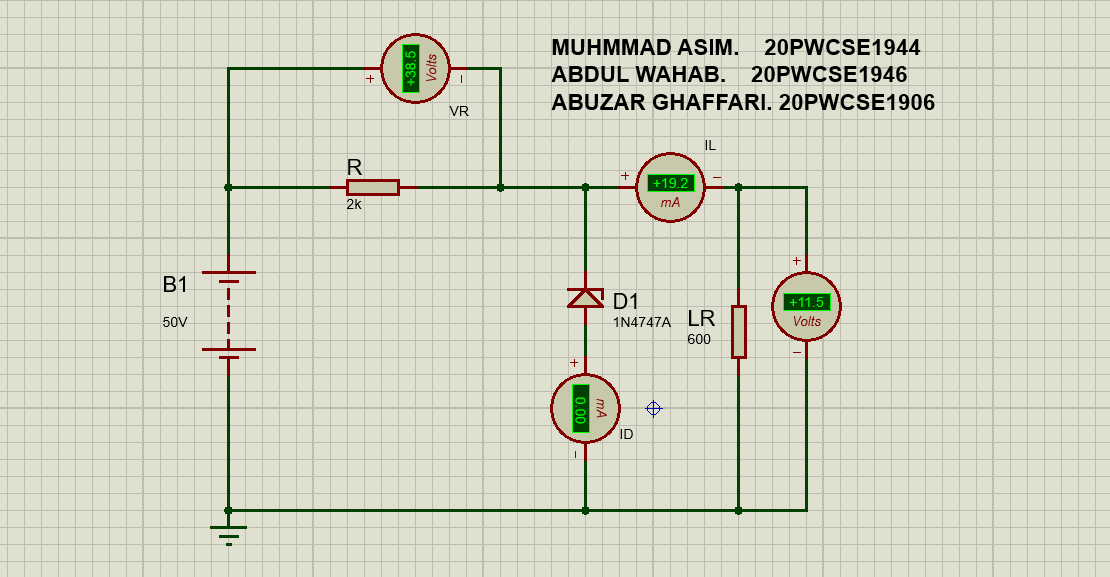 MUHMMAD ASIM. 20PWCSE1944
ABDUL WAHAB. 20PWCSE1946
ABUZAR GHAFFARI. 20PWCSE1906
+38.5
Volts
+ −
VR
R
2k
IL
+ −
+19.2
mA
B1
50V
D1
1N4747A
LR
600
+
+11.5
Volts
−
+
0.00
mA
ID
−